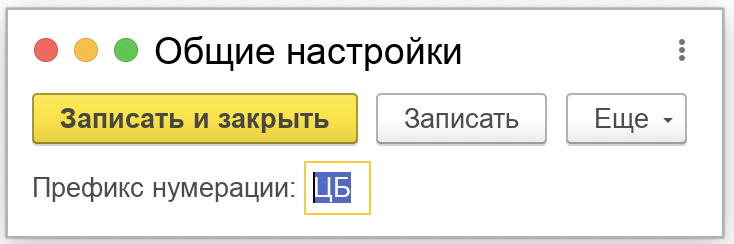 Общие настройки
Записать и закрыть Записать Еще
Префикс нумерации: ЦБ